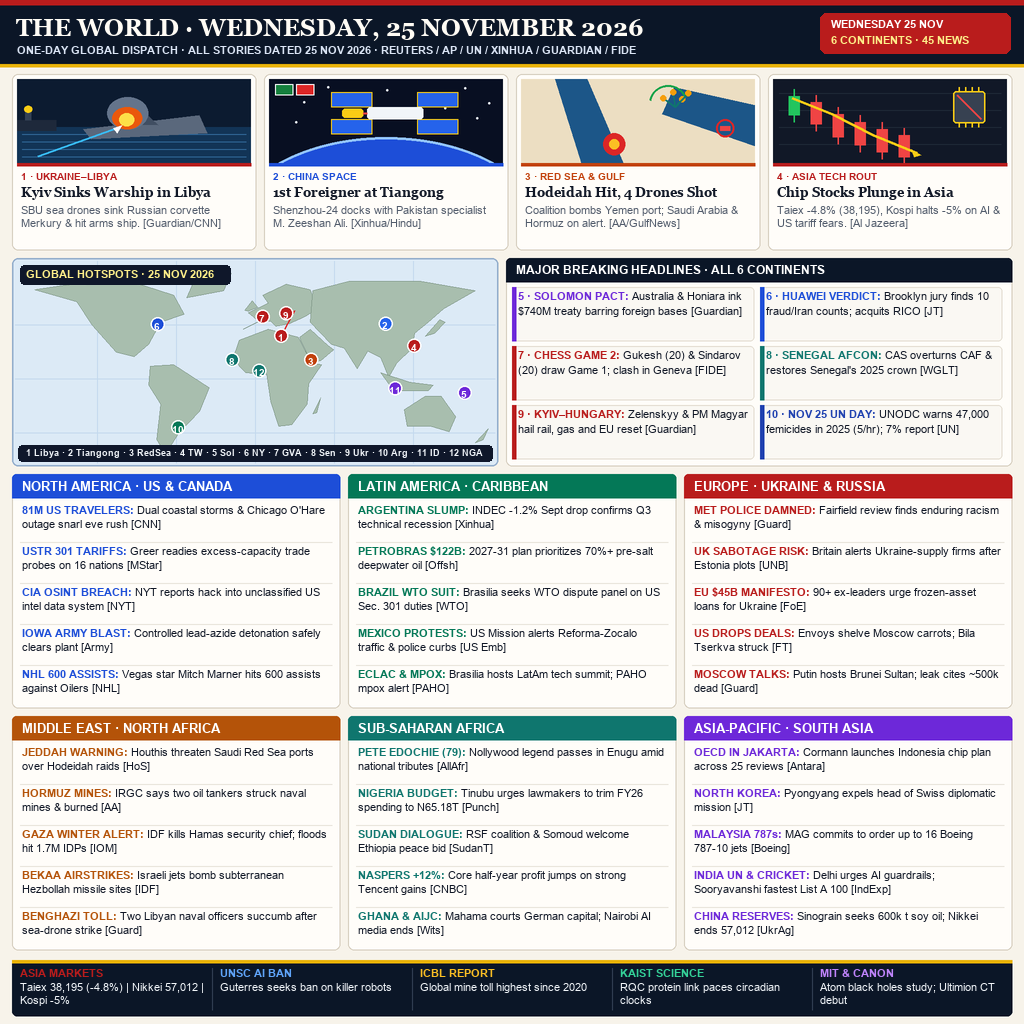 THE WORLD · WEDNESDAY, 25 NOVEMBER 2026
ONE-DAY GLOBAL DISPATCH · ALL STORIES DATED 25 NOV 2026 · REUTERS / AP / UN / XINHUA / GUARDIAN / FIDE
WEDNESDAY 25 NOV
6 CONTINENTS · 45 NEWS
1 · UKRAINE–LIBYA
Kyiv Sinks Warship in Libya
SBU sea drones sink Russian corvette
Merkury & hit arms ship. [Guardian/CNN]
2 · CHINA SPACE
1st Foreigner at Tiangong
Shenzhou-24 docks with Pakistan specialist
M. Zeeshan Ali. [Xinhua/Hindu]
3 · RED SEA & GULF
Hodeidah Hit, 4 Drones Shot
Coalition bombs Yemen port; Saudi Arabia &
Hormuz on alert. [AA/GulfNews]
4 · ASIA TECH ROUT
Chip Stocks Plunge in Asia
Taiex -4.8% (38,195), Kospi halts -5% on AI &
US tariff fears. [Al Jazeera]
GLOBAL HOTSPOTS · 25 NOV 2026
6
7
9
1
2
4
8
12
3
11
5
10
1 Libya · 2 Tiangong · 3 RedSea · 4 TW · 5 Sol · 6 NY · 7 GVA · 8 Sen · 9 Ukr · 10 Arg · 11 ID · 12 NGA
MAJOR BREAKING HEADLINES · ALL 6 CONTINENTS
5 · SOLOMON PACT: Australia & Honiara ink
$740M treaty barring foreign bases [Guardian]
6 · HUAWEI VERDICT: Brooklyn jury finds 10
fraud/Iran counts; acquits RICO [JT]
7 · CHESS GAME 2: Gukesh (20) & Sindarov
(20) draw Game 1; clash in Geneva [FIDE]
8 · SENEGAL AFCON: CAS overturns CAF &
restores Senegal's 2025 crown [WGLT]
9 · KYIV–HUNGARY: Zelenskyy & PM Magyar
hail rail, gas and EU reset [Guardian]
10 · NOV 25 UN DAY: UNODC warns 47,000
femicides in 2025 (5/hr); 7% report [UN]
NORTH AMERICA · US & CANADA
81M US TRAVELERS: Dual coastal storms & Chicago O'Hare
outage snarl eve rush [CNN]
USTR 301 TARIFFS: Greer readies excess-capacity trade
probes on 16 nations [MStar]
CIA OSINT BREACH: NYT reports hack into unclassified US
intel data system [NYT]
IOWA ARMY BLAST: Controlled lead-azide detonation safely
clears plant [Army]
NHL 600 ASSISTS: Vegas star Mitch Marner hits 600 assists
against Oilers [NHL]
LATIN AMERICA · CARIBBEAN
ARGENTINA SLUMP: INDEC -1.2% Sept drop confirms Q3
technical recession [Xinhua]
PETROBRAS $122B: 2027-31 plan prioritizes 70%+ pre-salt
deepwater oil [Offsh]
BRAZIL WTO SUIT: Brasilia seeks WTO dispute panel on US
Sec. 301 duties [WTO]
MEXICO PROTESTS: US Mission alerts Reforma-Zocalo
traffic & police curbs [US Emb]
ECLAC & MPOX: Brasilia hosts LatAm tech summit; PAHO
mpox alert [PAHO]
EUROPE · UKRAINE & RUSSIA
MET POLICE DAMNED: Fairfield review finds enduring racism
& misogyny [Guard]
UK SABOTAGE RISK: Britain alerts Ukraine-supply firms after
Estonia plots [UNB]
EU $45B MANIFESTO: 90+ ex-leaders urge frozen-asset
loans for Ukraine [FoE]
US DROPS DEALS: Envoys shelve Moscow carrots; Bila
Tserkva struck [FT]
MOSCOW TALKS: Putin hosts Brunei Sultan; leak cites ~500k
dead [Guard]
MIDDLE EAST · NORTH AFRICA
JEDDAH WARNING: Houthis threaten Saudi Red Sea ports
over Hodeidah raids [HoS]
HORMUZ MINES: IRGC says two oil tankers struck naval
mines & burned [AA]
GAZA WINTER ALERT: IDF kills Hamas security chief; floods
hit 1.7M IDPs [IOM]
BEKAA AIRSTRIKES: Israeli jets bomb subterranean
Hezbollah missile sites [IDF]
BENGHAZI TOLL: Two Libyan naval officers succumb after
sea-drone strike [Guard]
SUB-SAHARAN AFRICA
PETE EDOCHIE (79): Nollywood legend passes in Enugu amid
national tributes [AllAfr]
NIGERIA BUDGET: Tinubu urges lawmakers to trim FY26
spending to N65.18T [Punch]
SUDAN DIALOGUE: RSF coalition & Somoud welcome
Ethiopia peace bid [SudanT]
NASPERS +12%: Core half-year profit jumps on strong
Tencent gains [CNBC]
GHANA & AIJC: Mahama courts German capital; Nairobi AI
media ends [Wits]
ASIA-PACIFIC · SOUTH ASIA
OECD IN JAKARTA: Cormann launches Indonesia chip plan
across 25 reviews [Antara]
NORTH KOREA: Pyongyang expels head of Swiss diplomatic
mission [JT]
MALAYSIA 787s: MAG commits to order up to 16 Boeing
787-10 jets [Boeing]
INDIA UN & CRICKET: Delhi urges AI guardrails;
Sooryavanshi fastest List A 100 [IndExp]
CHINA RESERVES: Sinograin seeks 600k t soy oil; Nikkei
ends 57,012 [UkrAg]
ASIA MARKETS
Taiex 38,195 (-4.8%) | Nikkei 57,012 |
Kospi -5%
UNSC AI BAN
Guterres seeks ban on killer robots
ICBL REPORT
Global mine toll highest since 2020
KAIST SCIENCE
RQC protein link paces circadian
clocks
MIT & CANON
Atom black holes study; Ultimion CT
debut